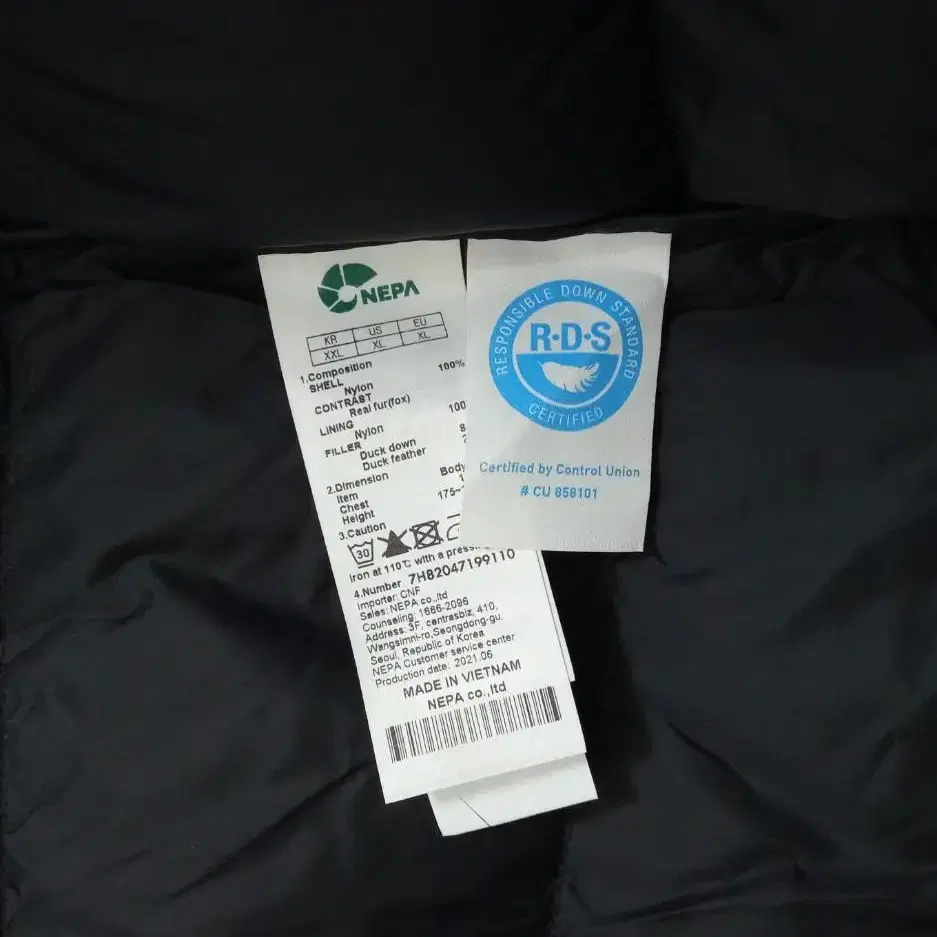 NEPA
KR US EU
XXL XL XL
1.Composition
SHELL
Nylon 100%
CONTRAST
Real fur(fox)
LINING
Nylon 100
FILLER
Duck down 8
Duck feather
2.Dimension
Item Body
Chest
Height 175~
3.Caution
30
Iron at 110℃ with a press
4.Number 7H82047199110
Importer: CNF
Sales: NEPA co.,ltd
Counseling: 1666-2096
Address: 3F, centrasbiz, 410,
Wangsimni-ro, Seongdong-gu,
Seoul, Republic of Korea
NEPA Customer service center
Production date: 2021.06
MADE IN VIETNAM
NEPA co.,ltd
RESPONSIBLE DOWN STANDARD
R·D·S
CERTIFIED
Certified by Control Union
# CU 858101